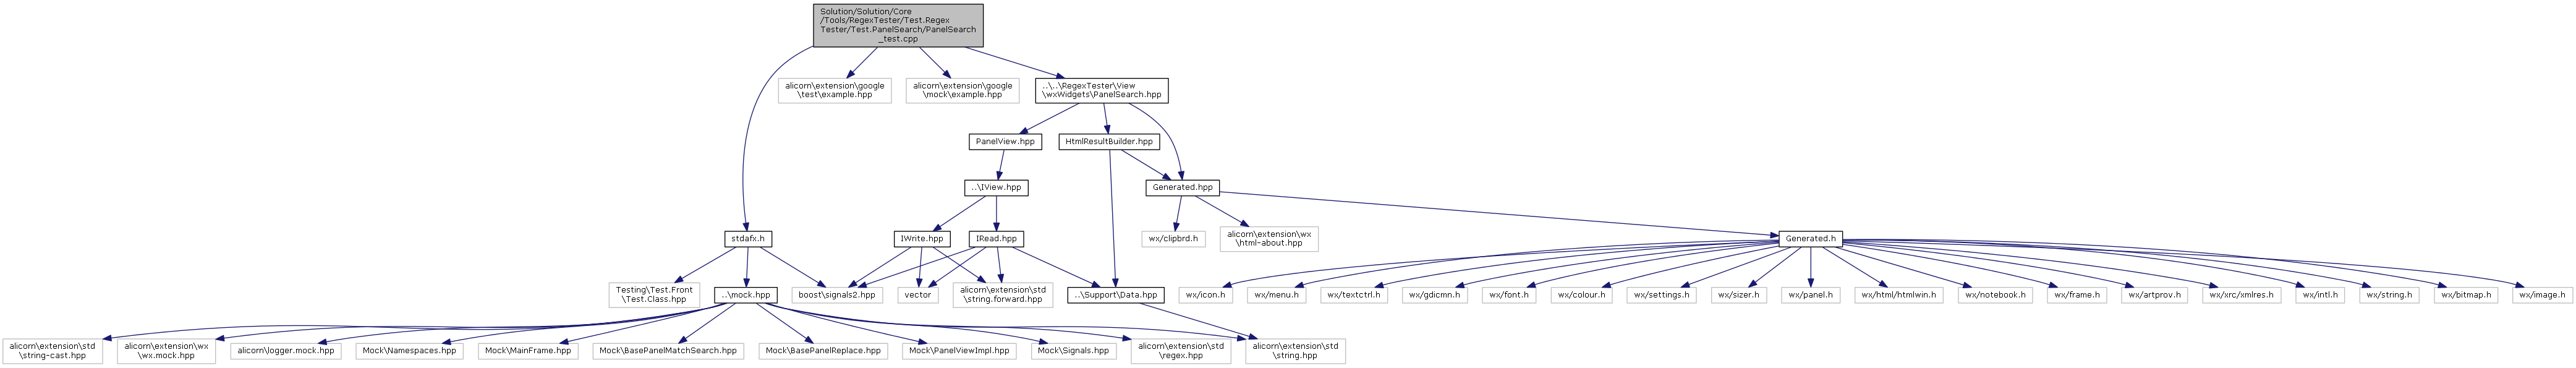 Solution/Solution/Core
/Tools/RegexTester/Test.Regex
Tester/Test.PanelSearch/PanelSearch
_test.cpp
alicorn\extension\google
\test\example.hpp
alicorn\extension\google
\mock\example.hpp
..\..\RegexTester\View
\wxWidgets\PanelSearch.hpp
PanelView.hpp
HtmlResultBuilder.hpp
..\IView.hpp
Generated.hpp
stdafx.h
IWrite.hpp
IRead.hpp
wx/clipbrd.h
alicorn\extension\wx
\html-about.hpp
Generated.h
Testing\Test.Front
\Test.Class.hpp
..\mock.hpp
boost\signals2.hpp
vector
alicorn\extension\std
\string.forward.hpp
..\Support\Data.hpp
wx/icon.h
wx/menu.h
wx/textctrl.h
wx/gdicmn.h
wx/font.h
wx/colour.h
wx/settings.h
wx/sizer.h
wx/panel.h
wx/html/htmlwin.h
wx/notebook.h
wx/frame.h
wx/artprov.h
wx/xrc/xmlres.h
wx/intl.h
wx/string.h
wx/bitmap.h
wx/image.h
alicorn\extension\std
\string-cast.hpp
alicorn\extension\wx
\wx.mock.hpp
alicorn\logger.mock.hpp
Mock\Namespaces.hpp
Mock\MainFrame.hpp
Mock\BasePanelMatchSearch.hpp
Mock\BasePanelReplace.hpp
Mock\PanelViewImpl.hpp
Mock\Signals.hpp
alicorn\extension\std
\regex.hpp
alicorn\extension\std
\string.hpp